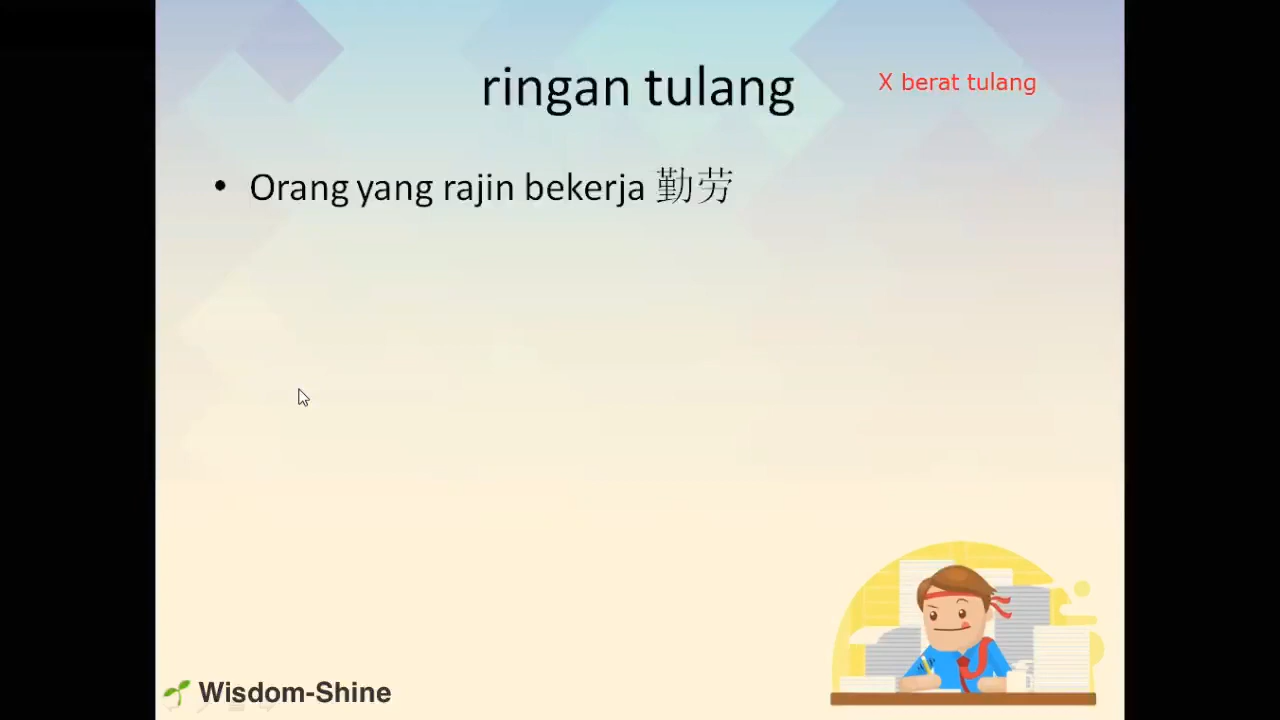 ringan tulang
X berat tulang
• Orang yang rajin bekerja 勤劳
Wisdom-Shine